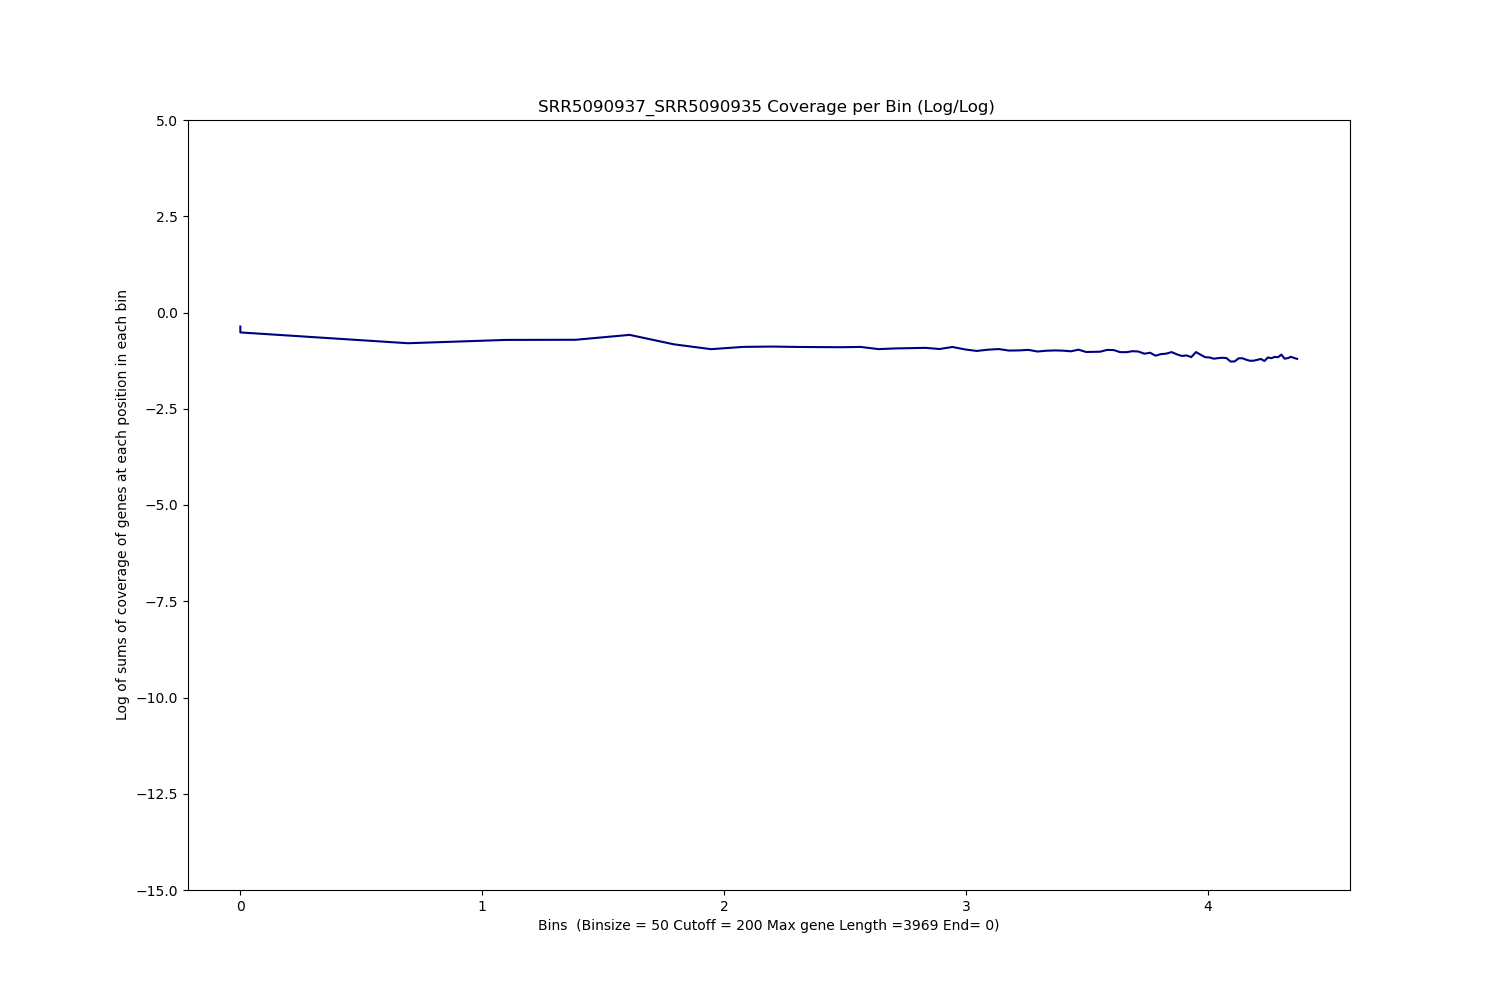 SRR5090937_SRR5090935 Coverage per Bin (Log/Log)
5.0
2.5
0.0
−2.5
−5.0
−7.5
−10.0
−12.5
−15.0
Log of sums of coverage of genes at each position in each bin
0 1 2 3 4
Bins  (Binsize = 50 Cutoff = 200 Max gene Length =3969 End= 0)